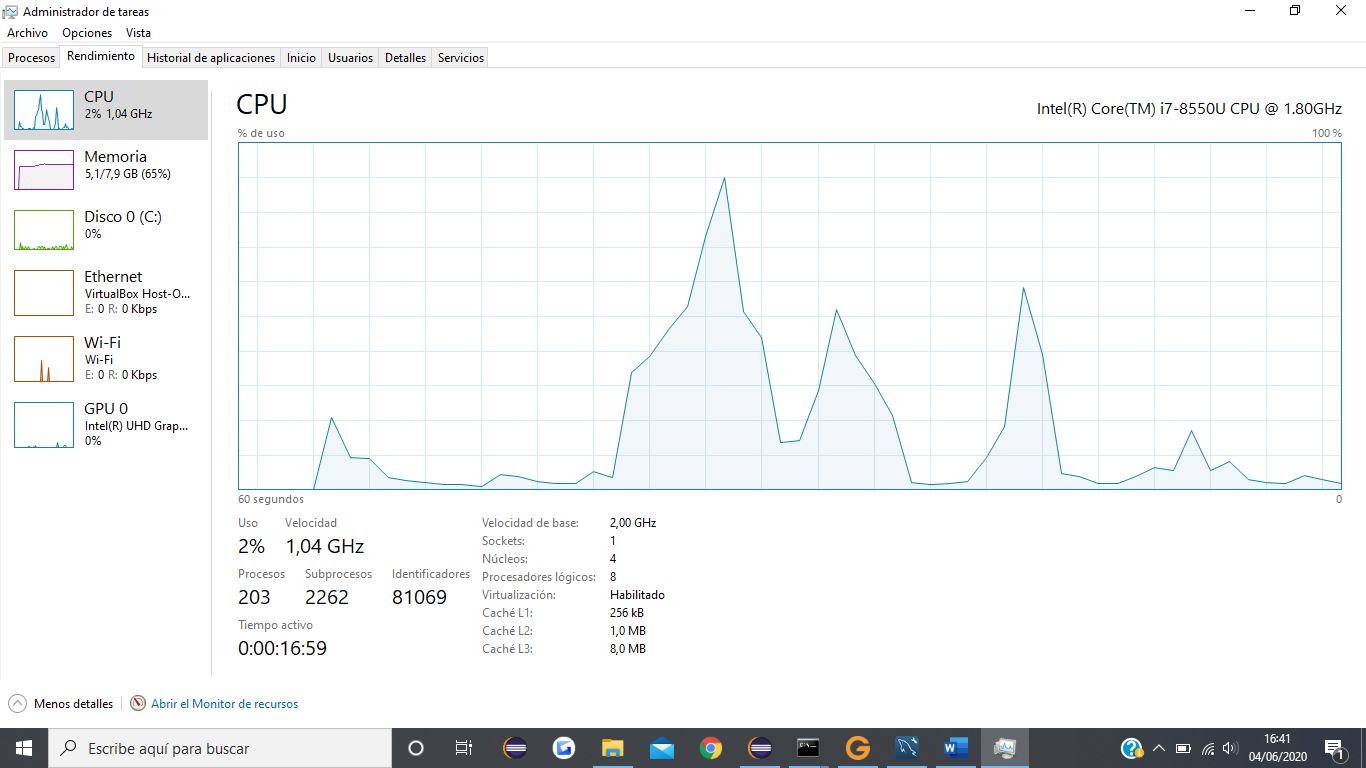 Administrador de tareas
Archivo Opciones Vista
Procesos Rendimiento Historial de aplicaciones Inicio Usuarios Detalles Servicios
CPU
2% 1,04 GHz
Memoria
5,1/7,9 GB (65%)
Disco 0 (C:)
0%
Ethernet
VirtualBox Host-O...
E: 0 R: 0 Kbps
Wi-Fi
Wi-Fi
E: 0 R: 0 Kbps
GPU 0
Intel(R) UHD Grap...
0%
CPU
Intel(R) Core(TM) i7-8550U CPU @ 1.80GHz
% de uso 100 %
60 segundos 0
Uso Velocidad
2% 1,04 GHz
Procesos Subprocesos Identificadores
203 2262 81069
Tiempo activo
0:00:16:59
Velocidad de base: 2,00 GHz
Sockets: 1
Núcleos: 4
Procesadores lógicos: 8
Virtualización: Habilitado
Caché L1: 256 kB
Caché L2: 1,0 MB
Caché L3: 8,0 MB
Menos detalles
Abrir el Monitor de recursos
Escribe aquí para buscar
16:41
04/06/2020
1